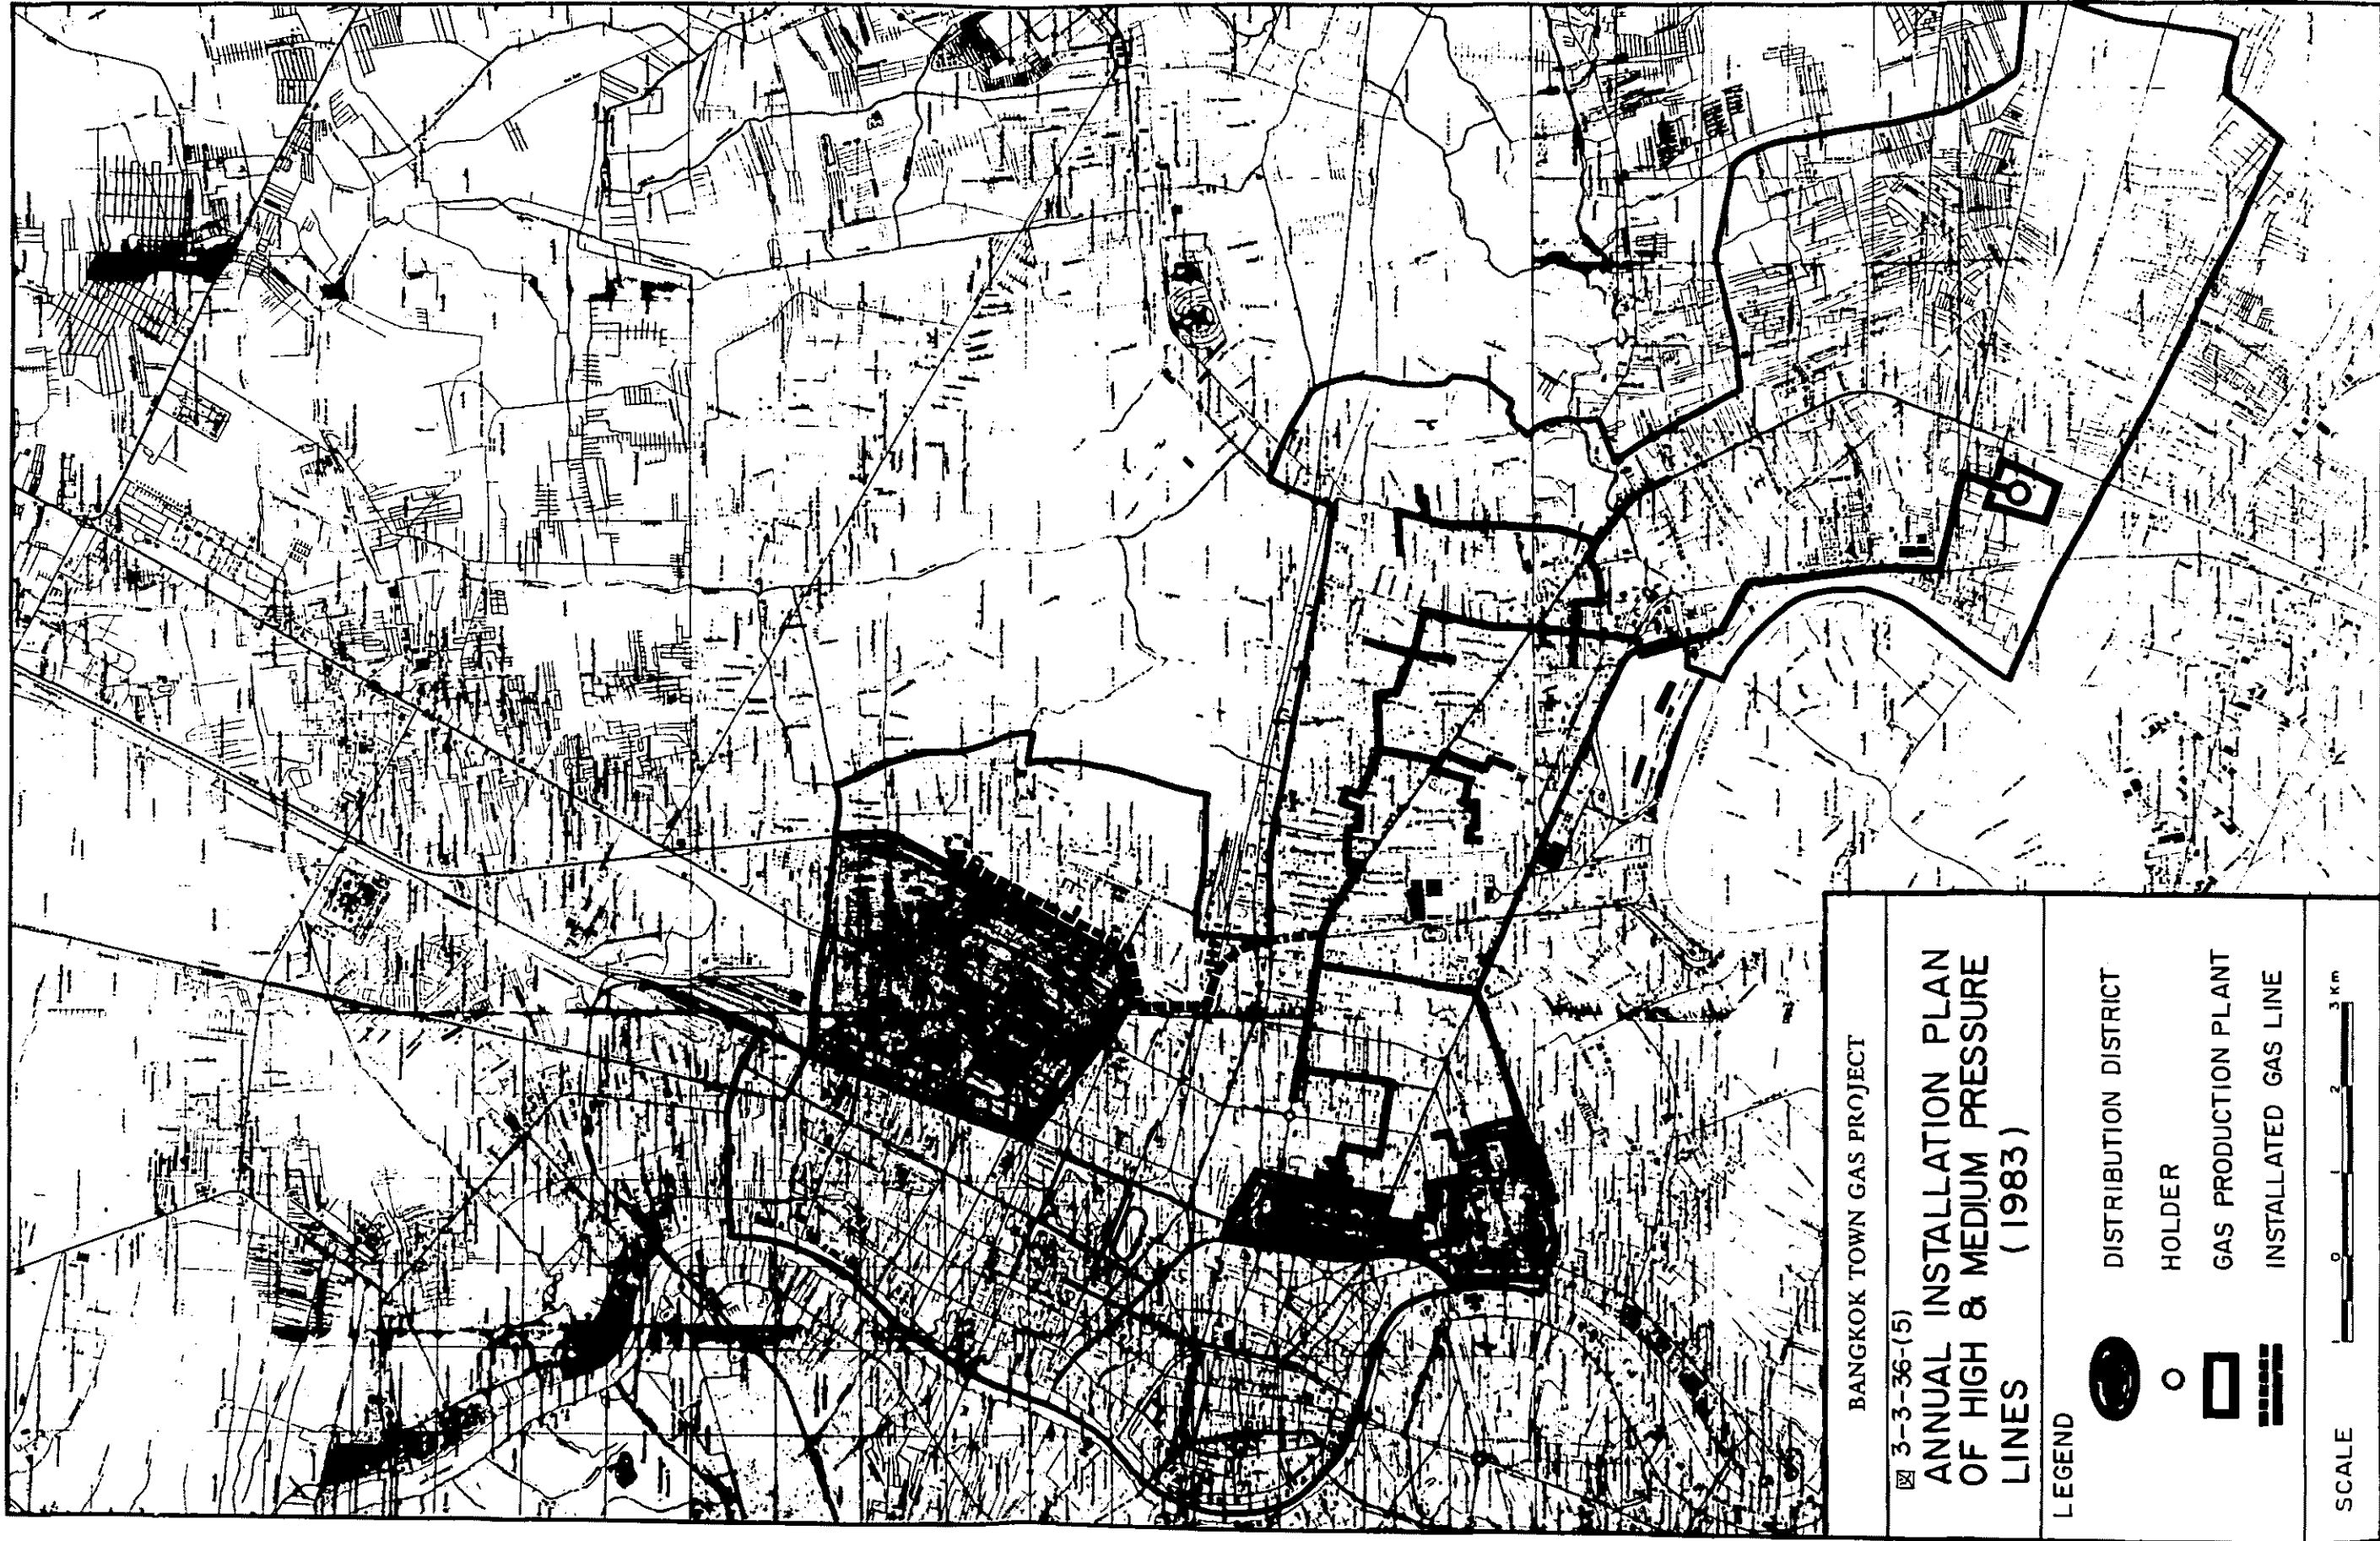 BANGKOK TOWN GAS PROJECT
図 3-3-36-(5)
ANNUAL INSTALLATION PLAN
OF HIGH & MEDIUM PRESSURE
LINES (1983)
LEGEND
DISTRIBUTION DISTRICT
HOLDER
GAS PRODUCTION PLANT
INSTALLATED GAS LINE
SCALE
1 0 1 2 3 Km